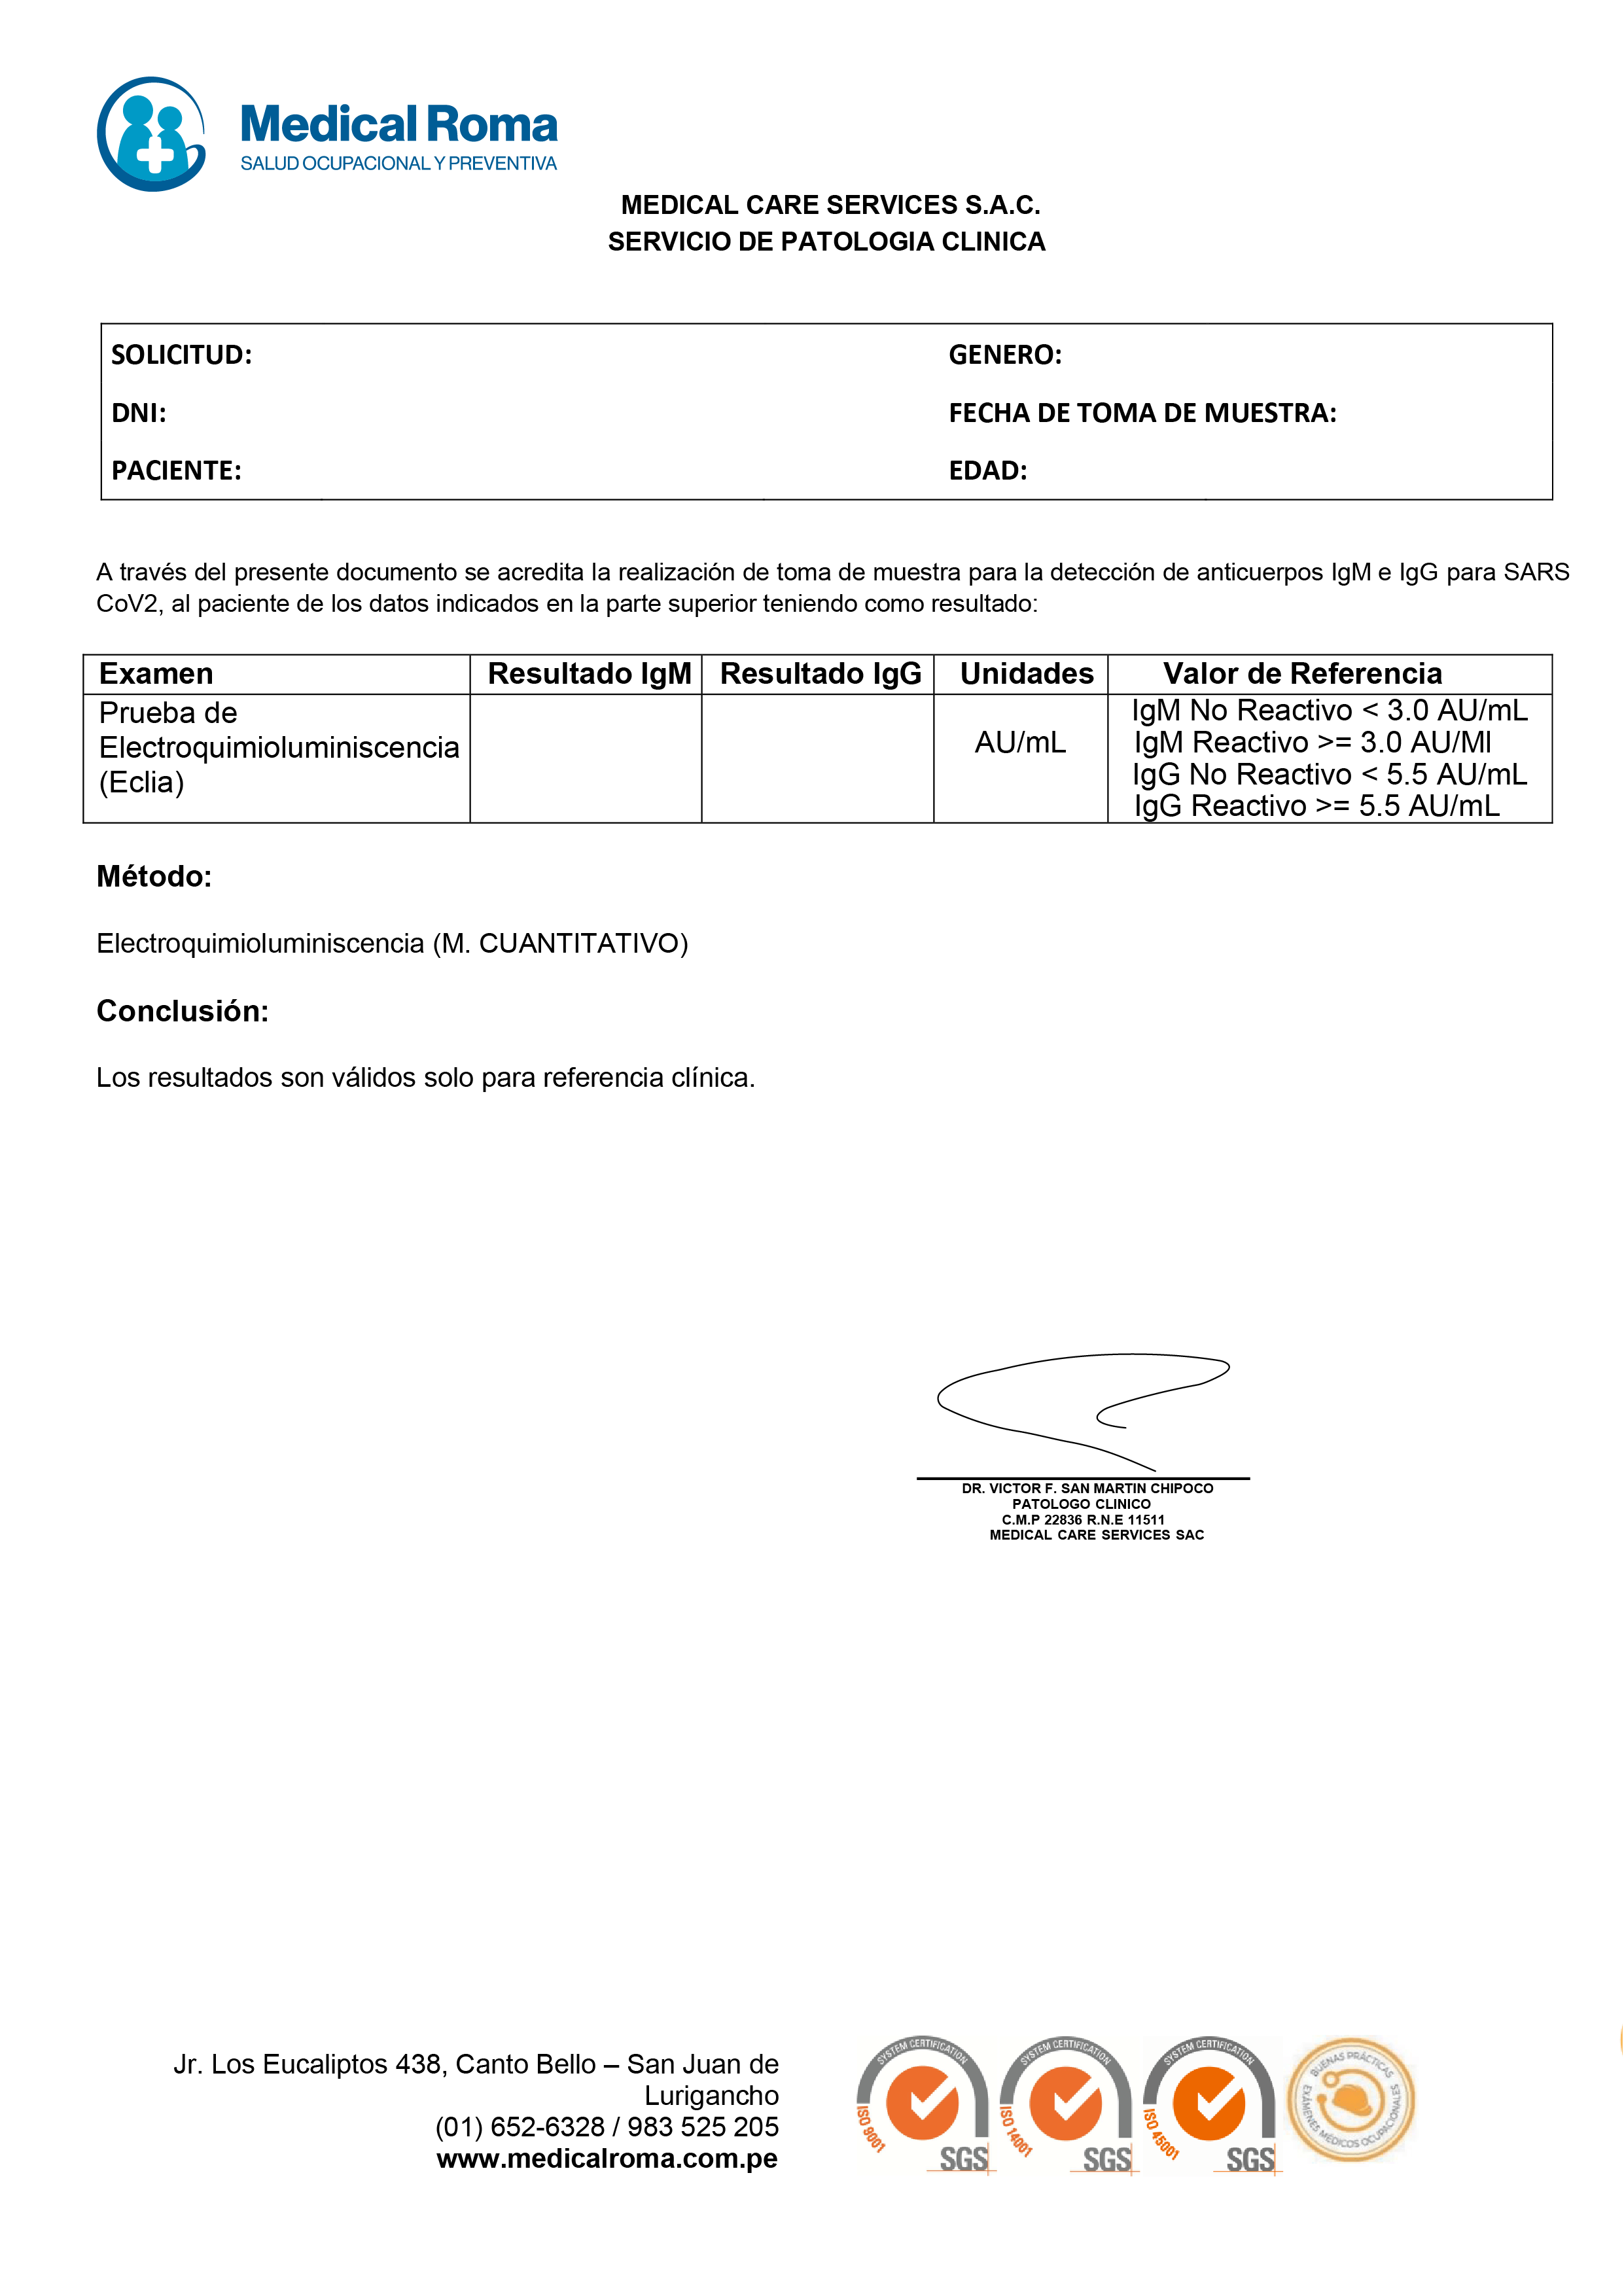 Medical Roma
SALUD OCUPACIONAL Y PREVENTIVA
MEDICAL CARE SERVICES S.A.C.
SERVICIO DE PATOLOGIA CLINICA
SOLICITUD: GENERO:
DNI: FECHA DE TOMA DE MUESTRA:
PACIENTE: EDAD:
A través del presente documento se acredita la realización de toma de muestra para la detección de anticuerpos IgM e IgG para SARS
CoV2, al paciente de los datos indicados en la parte superior teniendo como resultado:
Examen Resultado IgM Resultado IgG Unidades Valor de Referencia
Prueba de
Electroquimioluminiscencia
(Eclia)
AU/mL
IgM No Reactivo < 3.0 AU/mL
IgM Reactivo >= 3.0 AU/Ml
IgG No Reactivo < 5.5 AU/mL
IgG Reactivo >= 5.5 AU/mL
Método:
Electroquimioluminiscencia (M. CUANTITATIVO)
Conclusión:
Los resultados son válidos solo para referencia clínica.
DR. VICTOR F. SAN MARTIN CHIPOCO
PATOLOGO CLINICO
C.M.P 22836 R.N.E 11511
MEDICAL CARE SERVICES SAC
Jr. Los Eucaliptos 438, Canto Bello – San Juan de
Lurigancho
(01) 652-6328 / 983 525 205
www.medicalroma.com.pe
SYSTEM CERTIFICATION
ISO 9001
SGS
SYSTEM CERTIFICATION
ISO 14001
SGS
SYSTEM CERTIFICATION
ISO 45001
SGS
BUENAS PRÁCTICAS
EXÁMENES MÉDICOS OCUPACIONALES